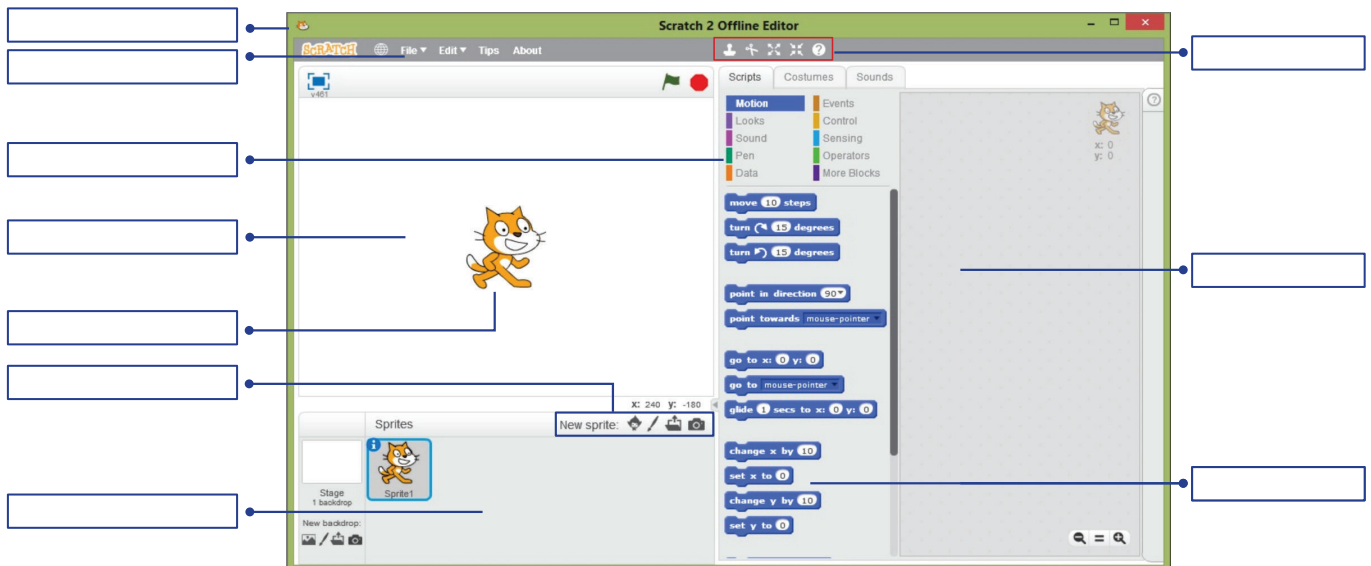 Scratch 2 Offline Editor
SCRATCH File Edit Tips About
v461
Scripts Costumes Sounds
Motion Events
Looks Control
Sound Sensing
Pen Operators
Data More Blocks
x: 0
y: 0
move 10 steps
turn 15 degrees
turn 15 degrees
point in direction 90
point towards mouse-pointer
go to x: 0 y: 0
go to mouse-pointer
glide 1 secs to x: 0 y: 0
change x by 10
set x to 0
change y by 10
set y to 0
X: 240 y: -180
Sprites New sprite:
Stage
1 backdrop
Sprite1
New backdrop: